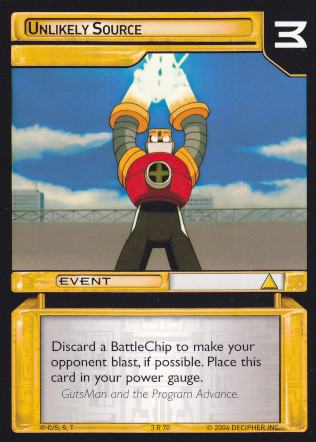 UNLIKELY SOURCE
3
EVENT
Discard a BattleChip to make your
opponent blast, if possible. Place this
card in your power gauge.
GutsMan and the Program Advance.
© C/S, S, T 3 R 70 © 2004 DECIPHER INC.